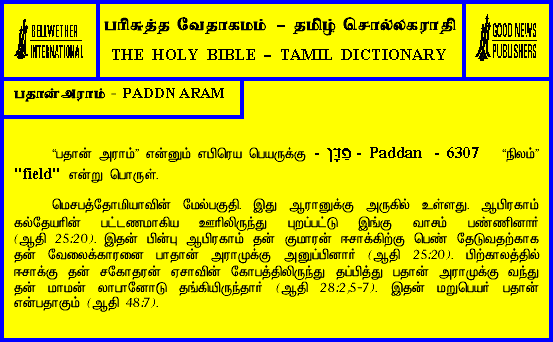 BELLWETHER
INTERNATIONAL
பரிசுத்த வேதாகமம் – தமிழ் சொல்லகராதி
THE HOLY BIBLE – TAMIL DICTIONARY
GOOD NEWS
PUBLISHERS
பதான் அராம் - PADDN ARAM
“பதான் அராம்” என்னும் எபிரெய பெயருக்கு - פַּדָּן - Paddan - 6307 “நிலம்”
"field" என்று பொருள்.
மெசபத்தோமியாவின் மேல்பகுதி. இது ஆரானுக்கு அருகில் உள்ளது. ஆபிரகாம்
கல்தேயரின் பட்டணமாகிய ஊரிலிருந்து புறப்பட்டு இங்கு வாசம் பண்ணினார்
(ஆதி 25:20). இதன் பின்பு ஆபிரகாம் தன் குமாரன் ஈசாக்கிற்கு பெண் தேடுவதற்காக
தன் வேலைக்காரனை பாதான் அராமுக்கு அனுப்பினார் (ஆதி 25:20). பிற்காலத்தில்
ஈசாக்கு தன் சகோதரன் ஏசாவின் கோபத்திலிருந்து தப்பித்து பதான் அராமுக்கு வந்து
தன் மாமன் லாபானோடு தங்கியிருந்தார் (ஆதி 28:2,5-7). இதன் மறுபெயர் பதான்
என்பதாகும் (ஆதி 48:7).